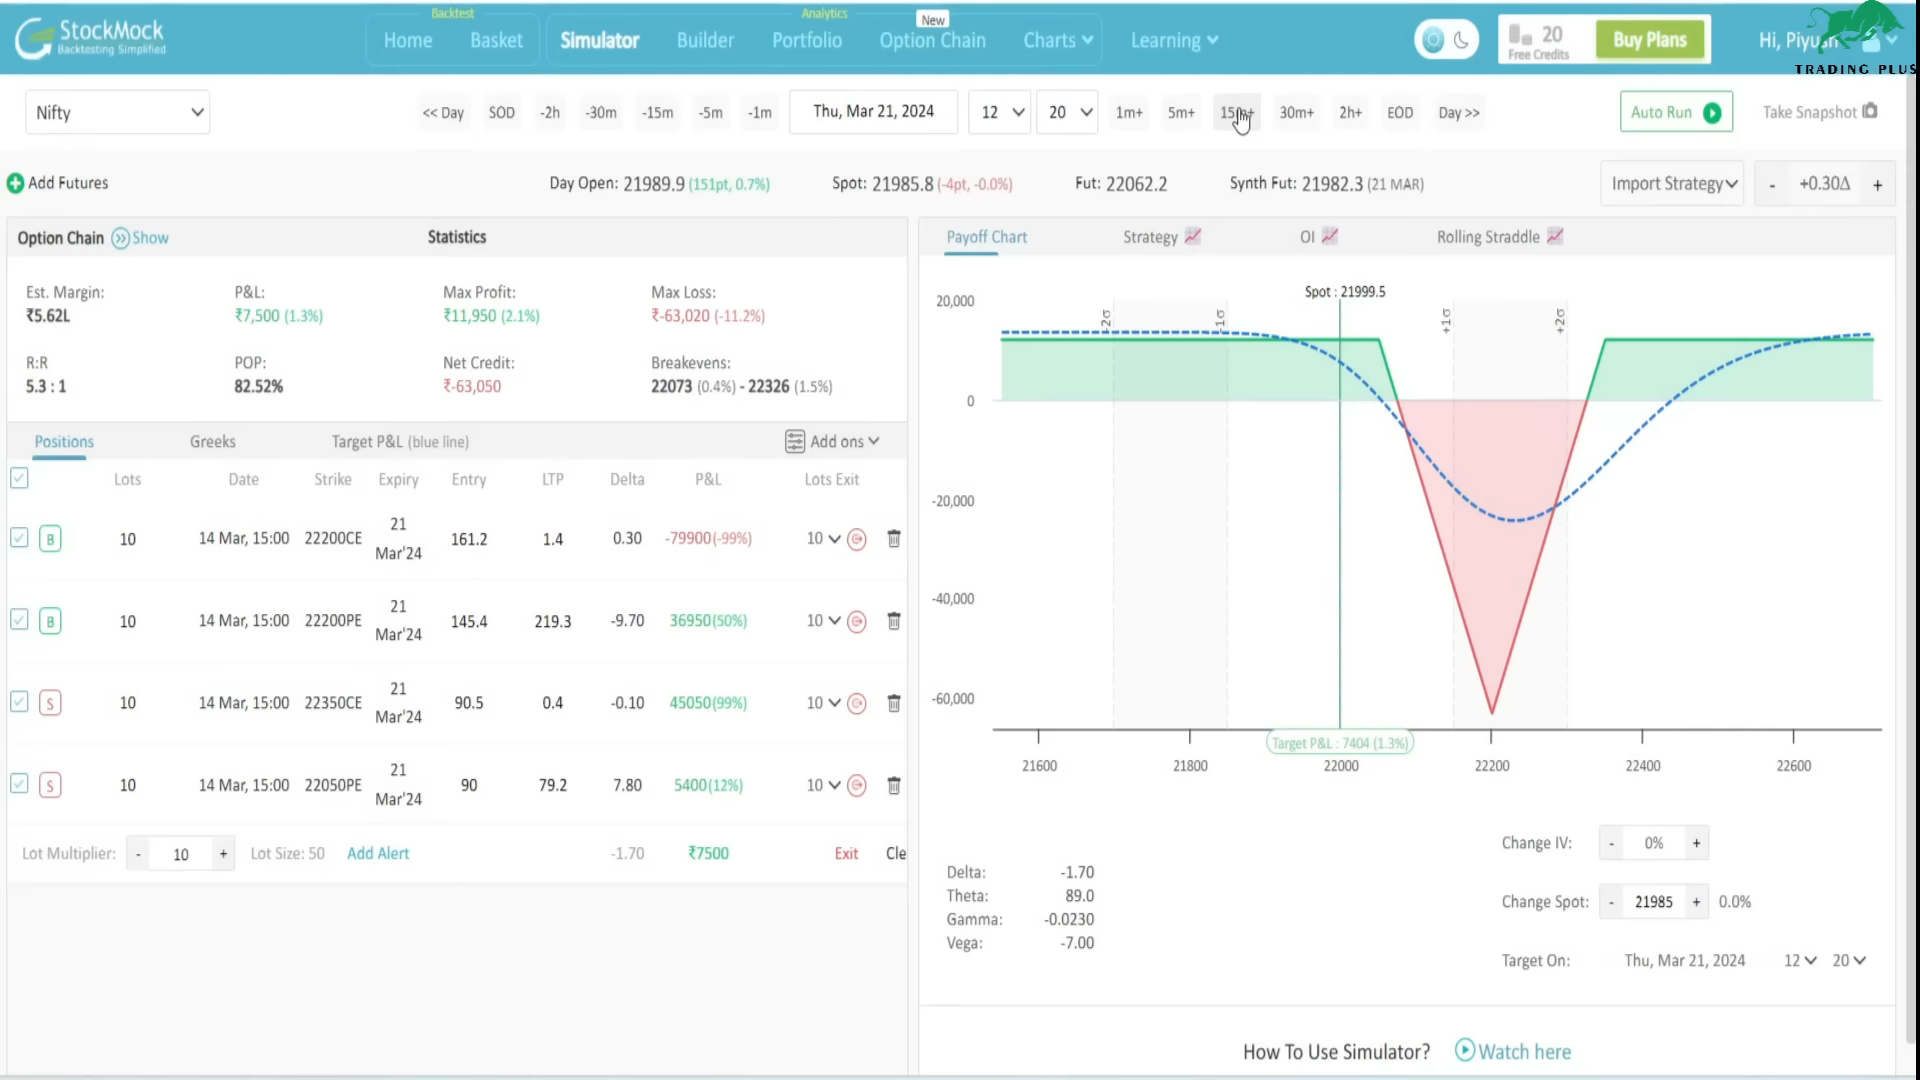 Backtest
Analytics
New
StockMock
Backtesting Simplified
Home
Basket
Simulator
Builder
Portfolio
Option Chain
Charts
Learning
20
Free Credits
Buy Plans
Hi, Piyush
TRADING PLUS
Nifty
<< Day
SOD
-2h
-30m
-15m
-5m
-1m
Thu, Mar 21, 2024
12
20
1m+
5m+
30m+
2h+
EOD
Day >>
Auto Run
Take Snapshot
Add Futures
Day Open: 21989.9 (151pt, 0.7%)
Spot: 21985.8 (-4pt, -0.0%)
Fut: 22062.2
Synth Fut: 21982.3 (21 MAR)
Import Strategy
- +0.30Δ +
Option Chain Show
Statistics
Est. Margin:
₹5.62L
P&L:
₹7,500 (1.3%)
Max Profit:
₹11,950 (2.1%)
Max Loss:
₹-63,020 (-11.2%)
R:R
5.3 : 1
POP:
82.52%
Net Credit:
₹-63,050
Breakevens:
22073 (0.4%) - 22326 (1.5%)
Positions
Greeks
Target P&L (blue line)
Add ons
Lots Date Strike Expiry Entry LTP Delta P&L Lots Exit
B 10 14 Mar, 15:00 22200CE 21 Mar'24 161.2 1.4 0.30 -79900(-99%) 10
B 10 14 Mar, 15:00 22200PE 21 Mar'24 145.4 219.3 -9.70 36950(50%) 10
S 10 14 Mar, 15:00 22350CE 21 Mar'24 90.5 0.4 -0.10 45050(99%) 10
S 10 14 Mar, 15:00 22050PE 21 Mar'24 90 79.2 7.80 5400(12%) 10
Lot Multiplier: - 10 + Lot Size: 50 Add Alert -1.70 ₹7500 Exit Cle
Payoff Chart
Strategy
OI
Rolling Straddle
Spot : 21999.5
20,000
0
-20,000
-40,000
-60,000
-2σ
-1σ
+1σ
+2σ
Target P&L : 7404 (1.3%)
21600
21800
22000
22200
22400
22600
Delta: -1.70
Theta: 89.0
Gamma: -0.0230
Vega: -7.00
Change IV: - 0% +
Change Spot: - 21985 + 0.0%
Target On: Thu, Mar 21, 2024 12 20
How To Use Simulator? Watch here